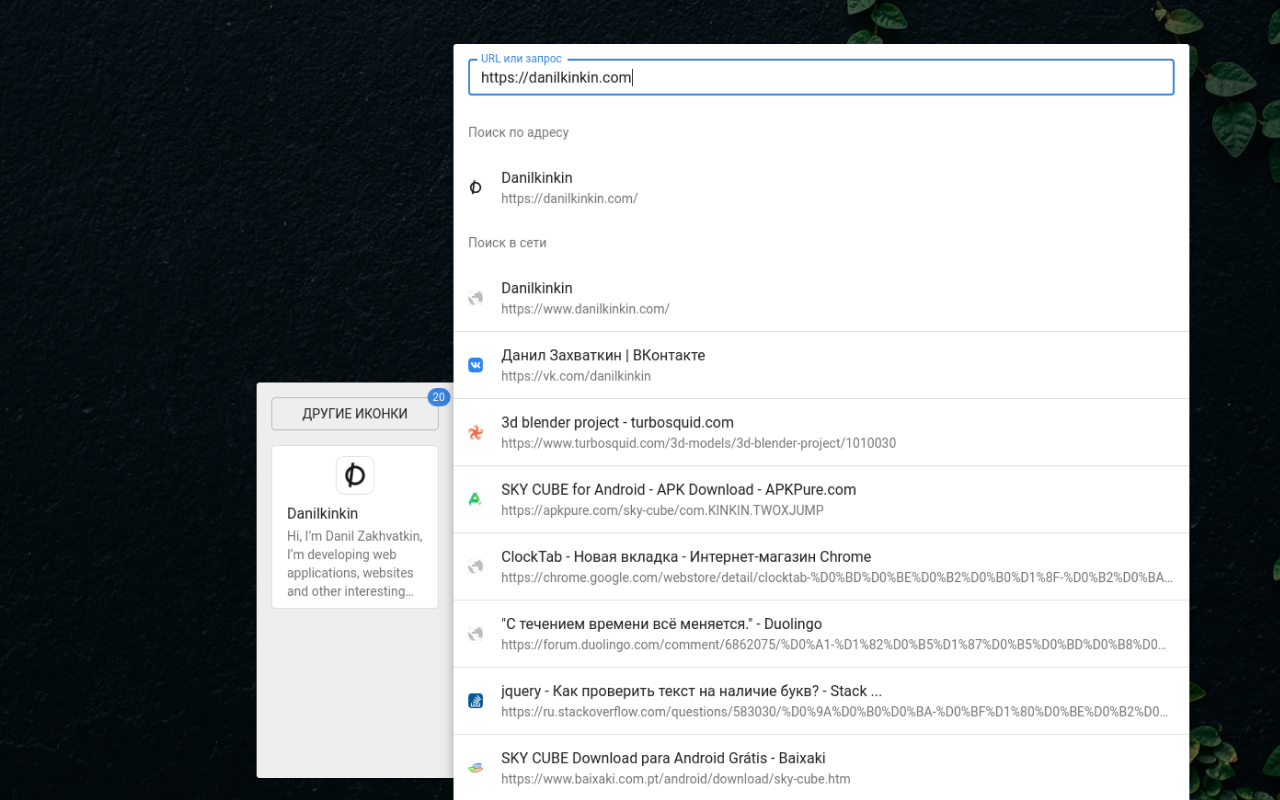 URL или запрос
https://danilkinkin.com
Поиск по адресу
Danilkinkin
https://danilkinkin.com/
Поиск в сети
Danilkinkin
https://www.danilkinkin.com/
Данил Захваткин | ВКонтакте
https://vk.com/danilkinkin
3d blender project - turbosquid.com
https://www.turbosquid.com/3d-models/3d-blender-project/1010030
SKY CUBE for Android - APK Download - APKPure.com
https://apkpure.com/sky-cube/com.KINKIN.TWOXJUMP
ClockTab - Новая вкладка - Интернет-магазин Chrome
https://chrome.google.com/webstore/detail/clocktab-%D0%BD%D0%BE%D0%B2%D0%B0%D1%8F-%D0%B2%D0%BA...
"С течением времени всё меняется." - Duolingo
https://forum.duolingo.com/comment/6862075/%D0%A1-%D1%82%D0%B5%D1%87%D0%B5%D0%BD%D0%B8%D0...
jquery - Как проверить текст на наличие букв? - Stack ...
https://ru.stackoverflow.com/questions/583030/%D0%9A%D0%B0%D0%BA-%D0%BF%D1%80%D0%BE%D0%B2%D0...
SKY CUBE Download para Android Grátis - Baixaki
https://www.baixaki.com.pt/android/download/sky-cube.htm
20
ДРУГИЕ ИКОНКИ
Danilkinkin
Hi, I'm Danil Zakhvatkin,
I'm developing web
applications, websites
and other interesting...